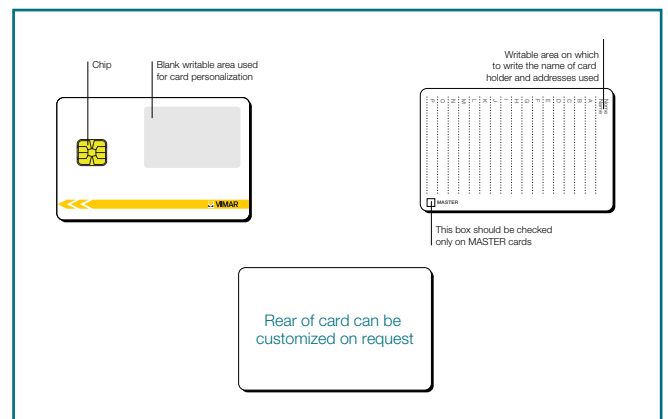 Chip
Blank writable area used
for card personalization
VIMAR
Writable area on which
to write the name of card
holder and addresses used
Nome
Name
A
B
C
D
E
F
G
H
I
J
K
L
M
N
O
P
MASTER
This box should be checked
only on MASTER cards
Rear of card can be
customized on request